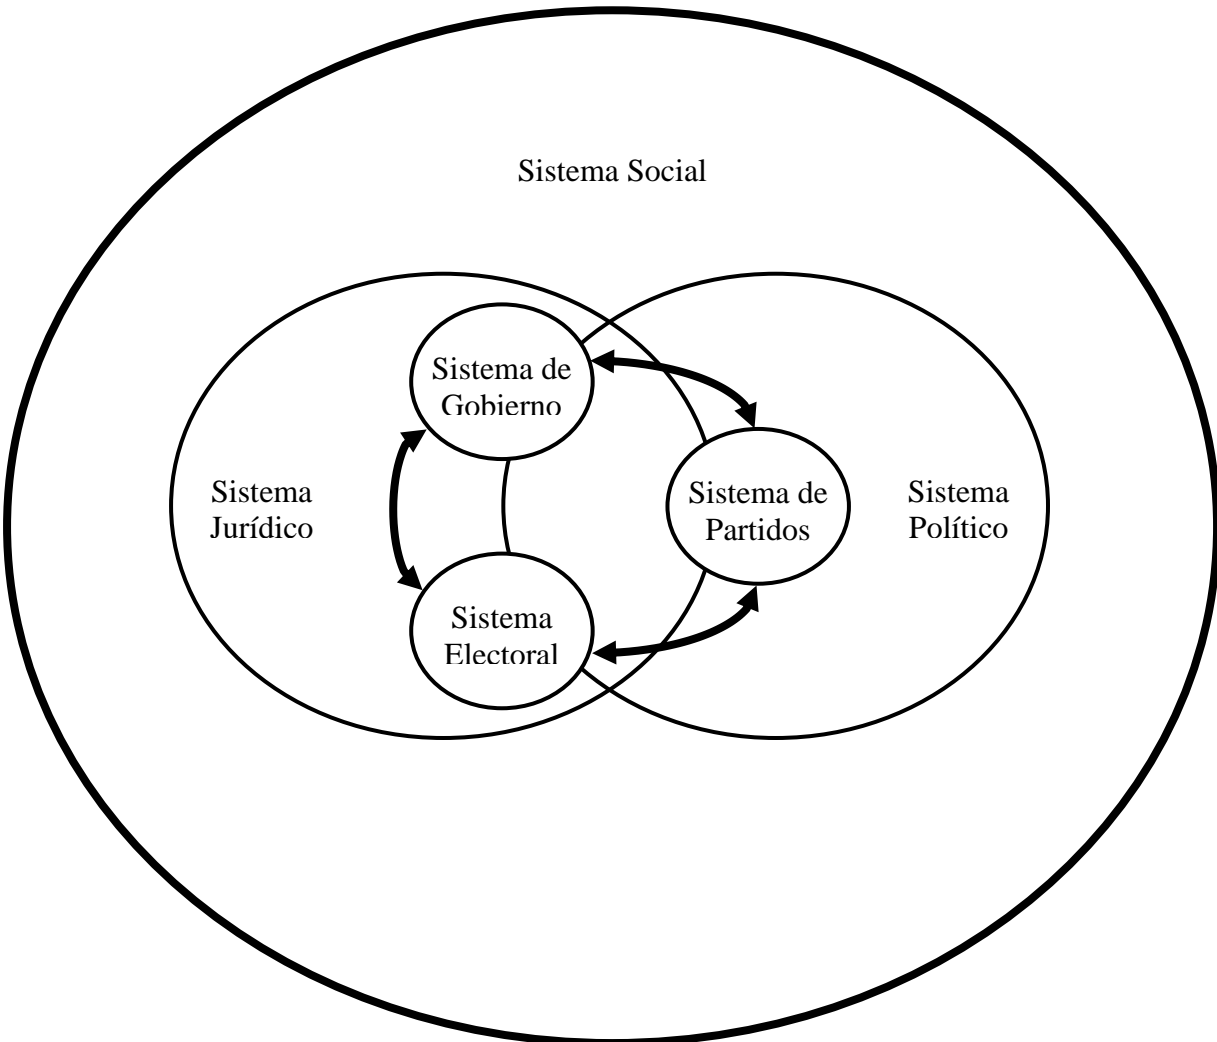 Sistema Social
Sistema de
Gobierno
Sistema
Jurídico
Sistema de
Partidos
Sistema
Político
Sistema
Electoral